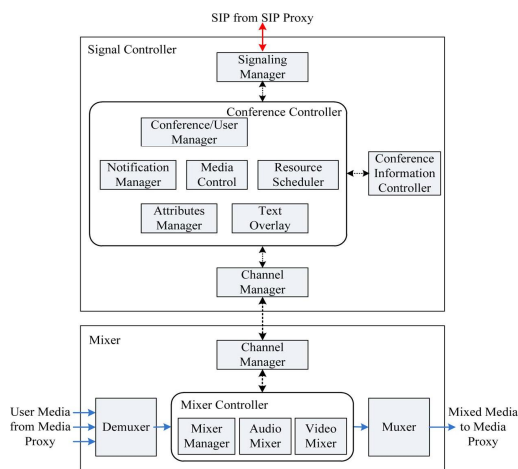 SIP from SIP Proxy
Signal Controller
Signaling
Manager
Conference Controller
Conference/User
Manager
Notification
Manager
Media
Control
Resource
Scheduler
Conference
Information
Controller
Attributes
Manager
Text
Overlay
Channel
Manager
Mixer
Channel
Manager
User Media
from Media
Proxy
Demuxer
Mixer Controller
Mixer
Manager
Audio
Mixer
Video
Mixer
Muxer
Mixed Media
to Media
Proxy